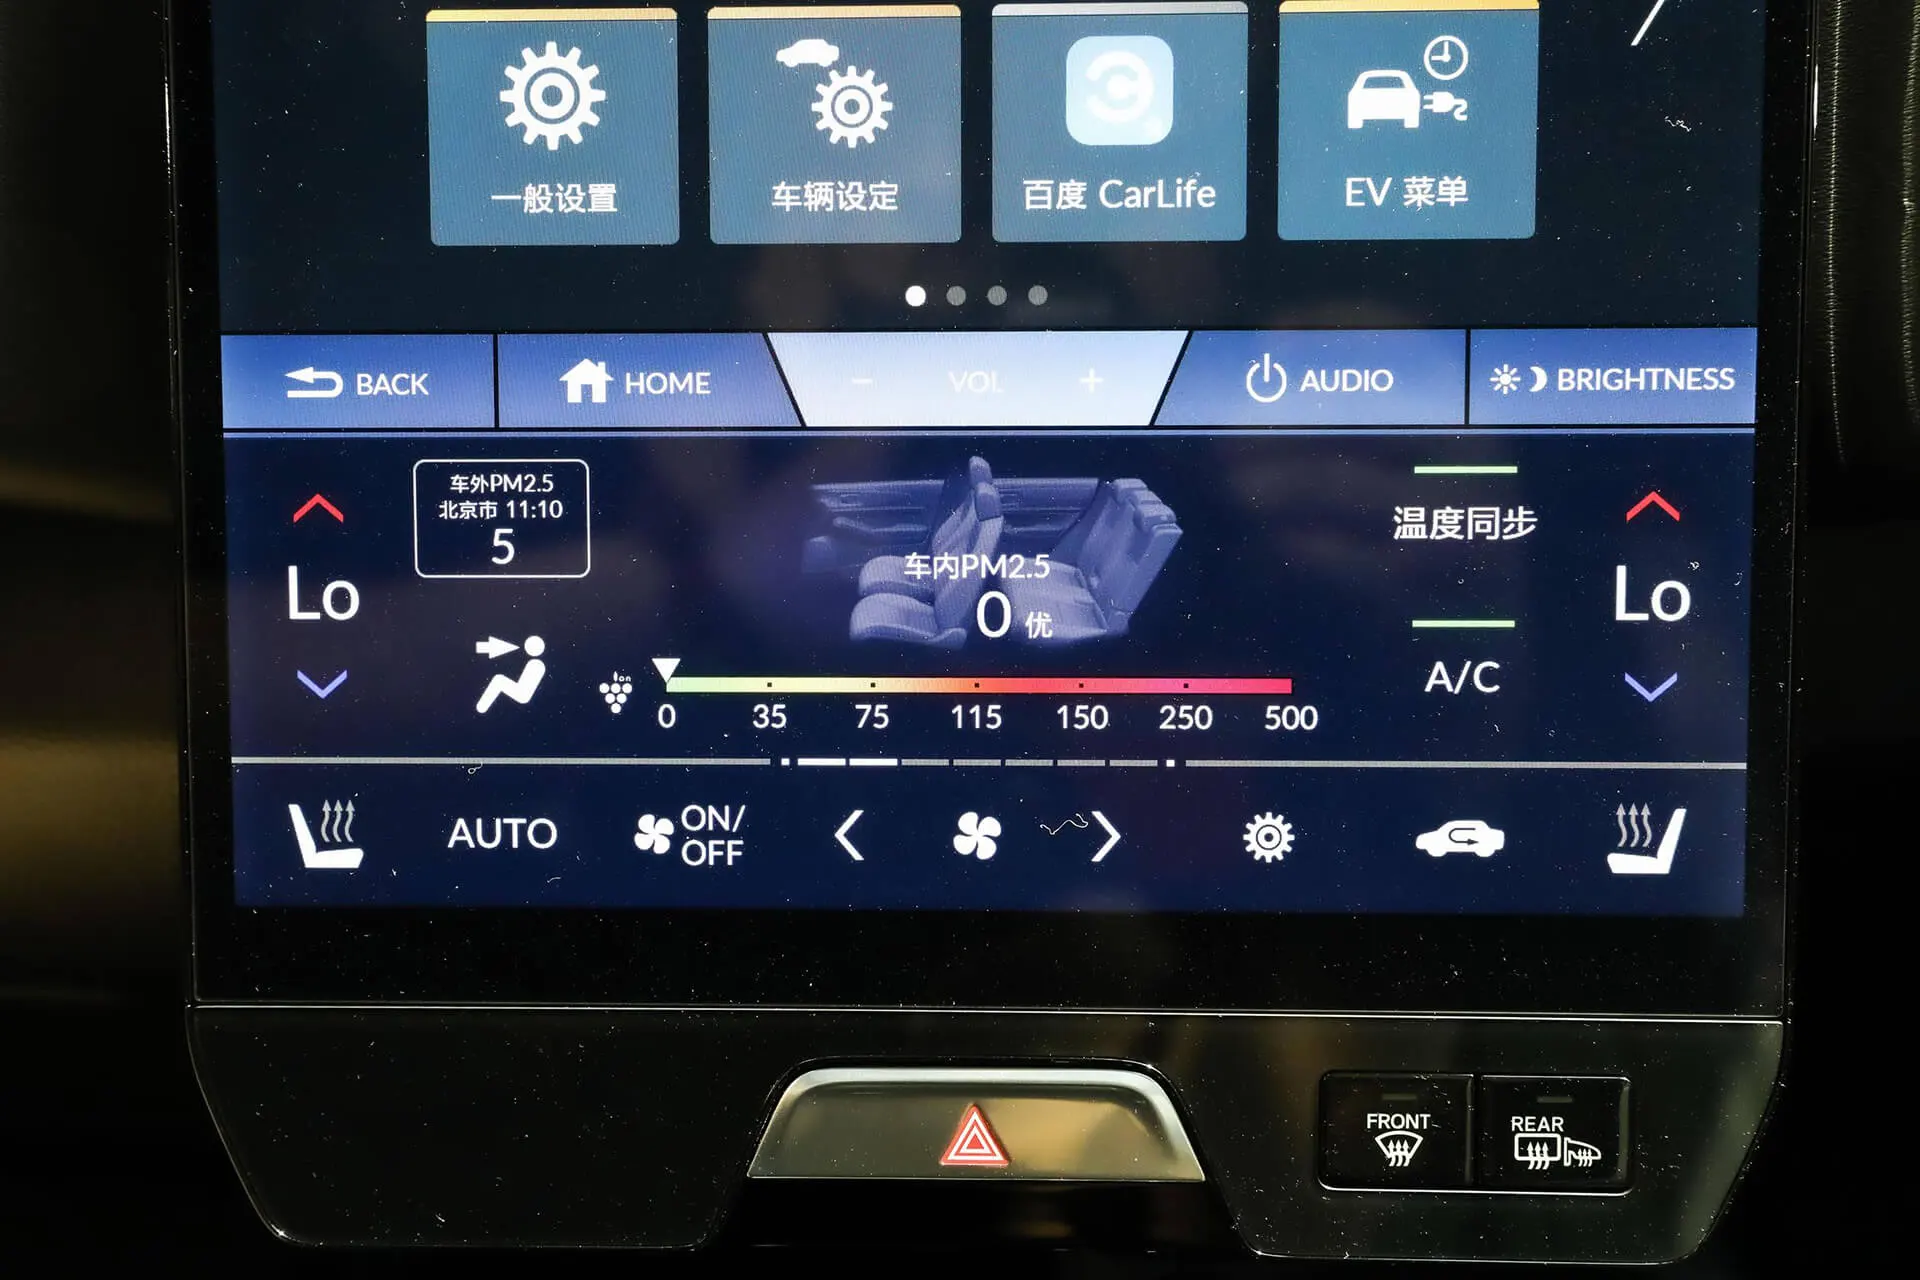 一般设置
车辆设定
百度 CarLife
EV 菜单
BACK
HOME
- VOL +
AUDIO
BRIGHTNESS
车外PM2.5
北京市 11:10
5
Lo
车内PM2.5
0 优
温度同步
Lo
A/C
ion
0 35 75 115 150 250 500
AUTO
ON/
OFF
FRONT
REAR